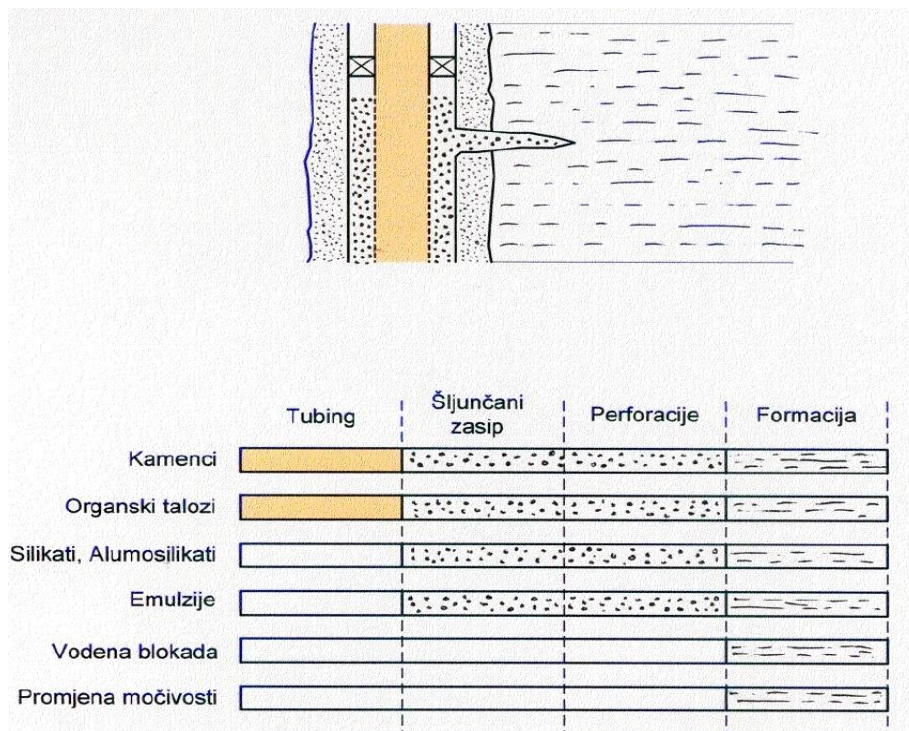 Tubing
Šljunčani
zasip
Perforacije
Formacija
Kamenci
Organski talozi
Silikati, Alumosilikati
Emulzije
Vodena blokada
Promjena močivosti